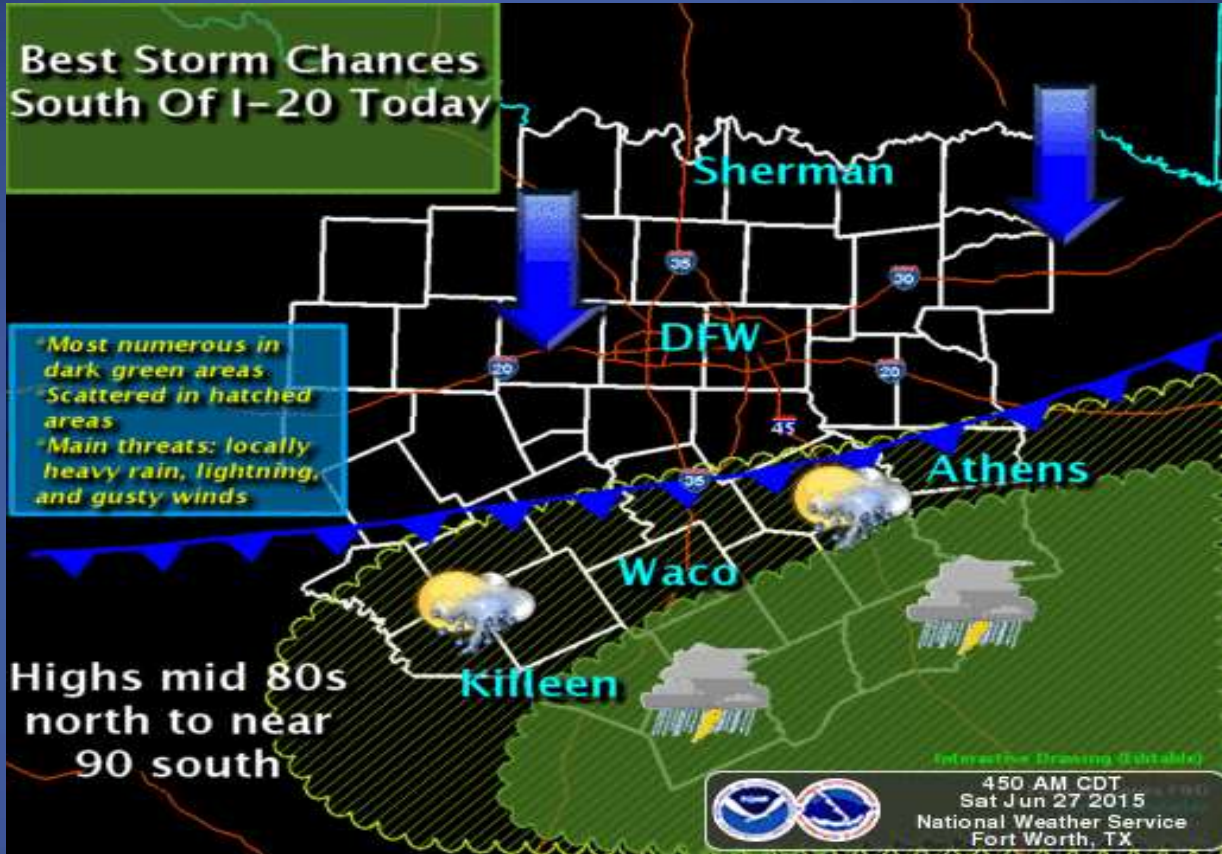 Best Storm Chances
South Of I-20 Today
Sherman
35
30
*Most numerous in
dark green areas
*Scattered in hatched
areas
*Main threats: locally
heavy rain, lightning,
and gusty winds
DFW
20
20
45
35
Athens
Waco
Killeen
Highs mid 80s
north to near
90 south
Interactive Drawing (Editable)
450 AM CDT
Sat Jun 27 2015
National Weather Service
Fort Worth, TX